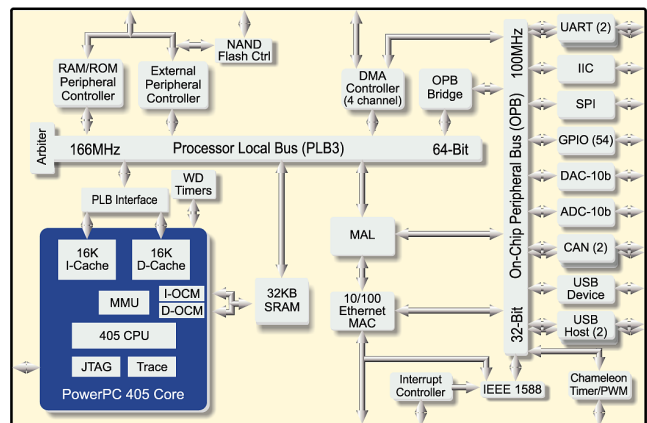 NAND
Flash Ctrl
RAM/ROM
Peripheral
Controller
External
Peripheral
Controller
DMA
Controller
(4 channel)
OPB
Bridge
Arbiter
166MHz
Processor Local Bus (PLB3)
64-Bit
PLB Interface
WD
Timers
16K
I-Cache
16K
D-Cache
MMU
I-OCM
D-OCM
405 CPU
JTAG
Trace
PowerPC 405 Core
32KB
SRAM
MAL
10/100
Ethernet
MAC
Interrupt
Controller
IEEE 1588
100MHz
On-Chip Peripheral Bus (OPB)
32-Bit
UART (2)
IIC
SPI
GPIO (54)
DAC-10b
ADC-10b
CAN (2)
USB
Device
USB
Host (2)
Chameleon
Timer/PWM